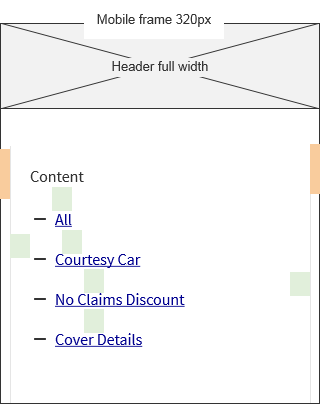 Mobile frame 320px
Header full width
Content
— All
— Courtesy Car
— No Claims Discount
— Cover Details